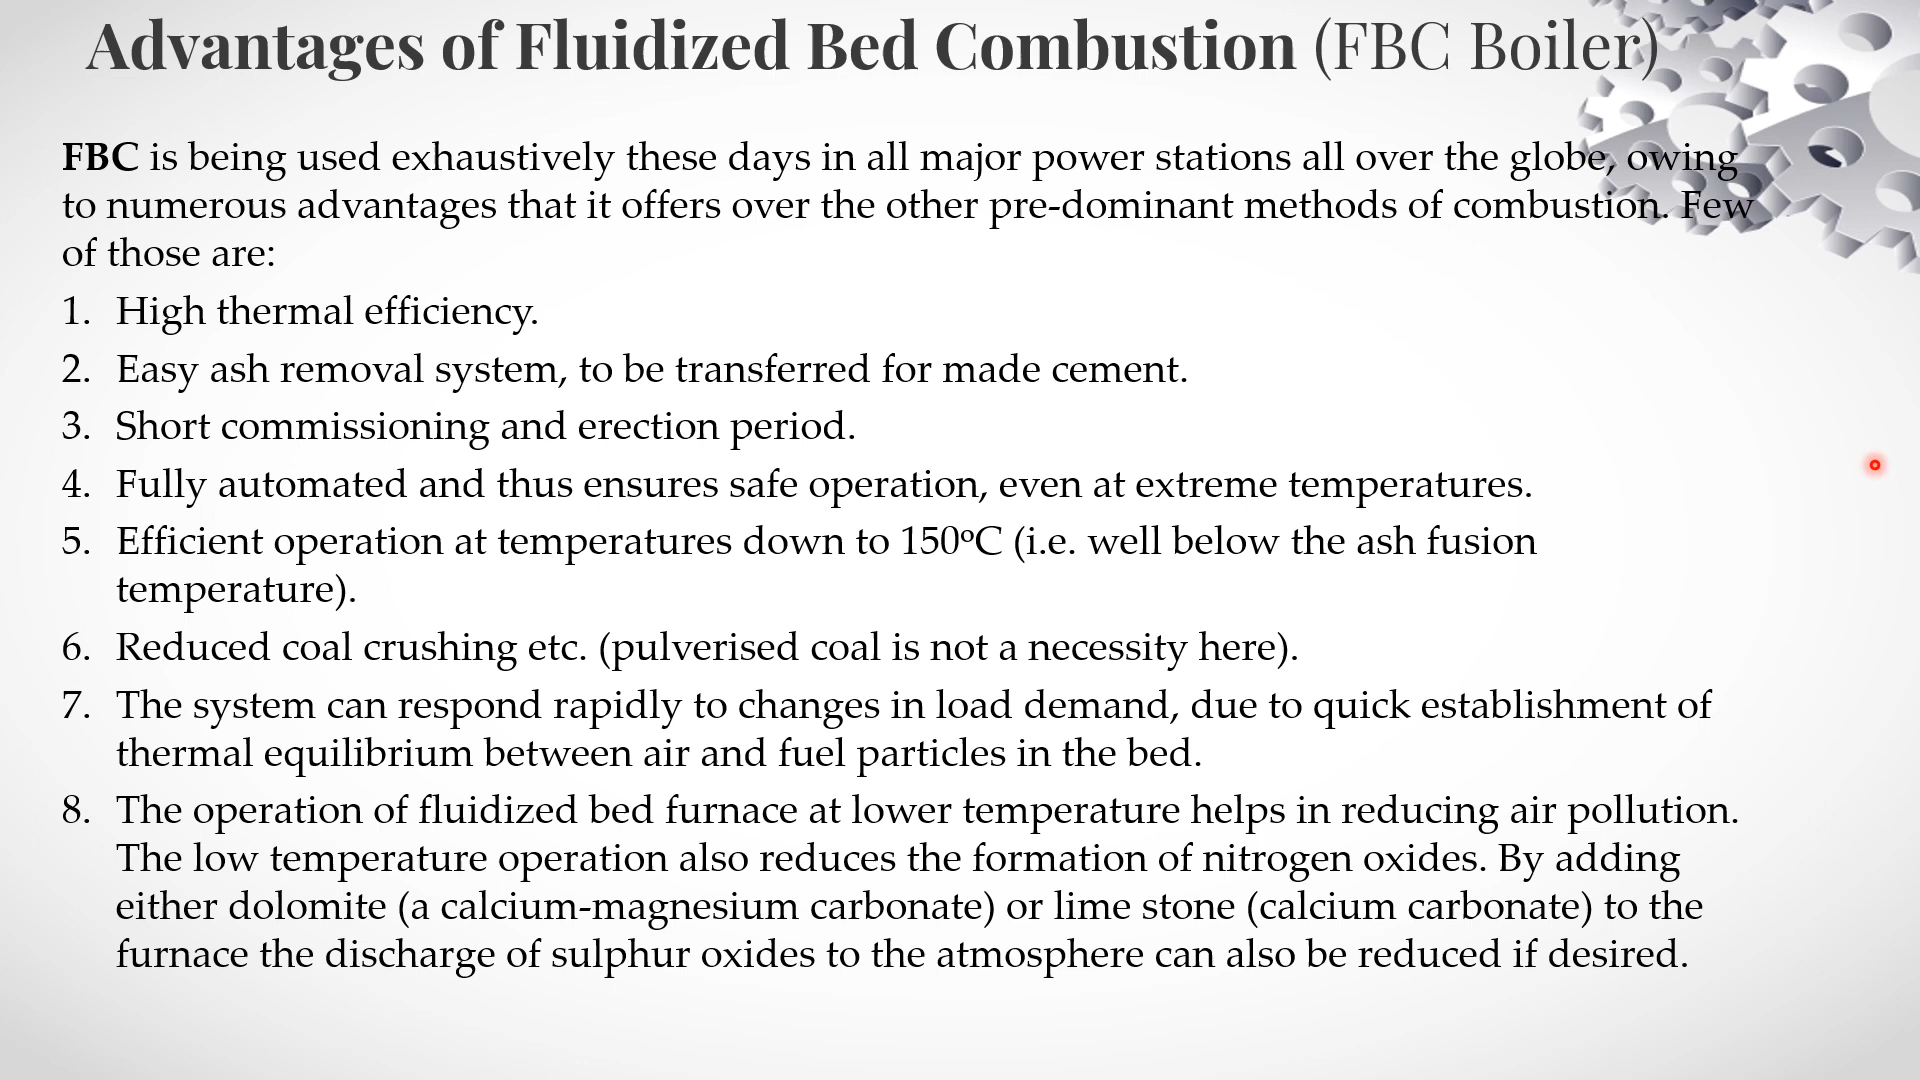 Advantages of Fluidized Bed Combustion (FBC Boiler)
FBC is being used exhaustively these days in all major power stations all over the globe, owing
to numerous advantages that it offers over the other pre-dominant methods of combustion. Few
of those are:
1. High thermal efficiency.
2. Easy ash removal system, to be transferred for made cement.
3. Short commissioning and erection period.
4. Fully automated and thus ensures safe operation, even at extreme temperatures.
5. Efficient operation at temperatures down to 150ºC (i.e. well below the ash fusion
temperature).
6. Reduced coal crushing etc. (pulverised coal is not a necessity here).
7. The system can respond rapidly to changes in load demand, due to quick establishment of
thermal equilibrium between air and fuel particles in the bed.
8. The operation of fluidized bed furnace at lower temperature helps in reducing air pollution.
The low temperature operation also reduces the formation of nitrogen oxides. By adding
either dolomite (a calcium-magnesium carbonate) or lime stone (calcium carbonate) to the
furnace the discharge of sulphur oxides to the atmosphere can also be reduced if desired.